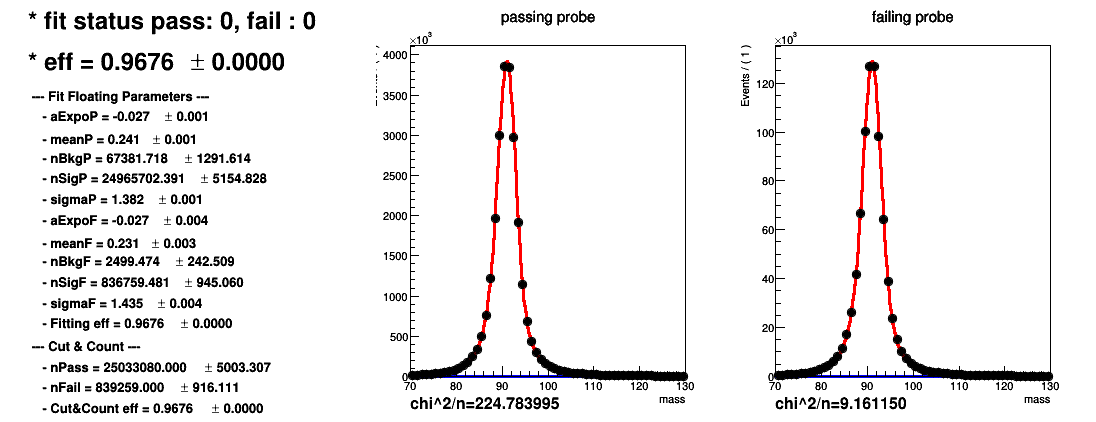 * fit status pass: 0, fail : 0
* eff = 0.9676 ± 0.0000
--- Fit Floating Parameters ---
- aExpoP = -0.027 ± 0.001
- meanP = 0.241 ± 0.001
- nBkgP = 67381.718 ± 1291.614
- nSigP = 24965702.391 ± 5154.828
- sigmaP = 1.382 ± 0.001
- aExpoF = -0.027 ± 0.004
- meanF = 0.231 ± 0.003
- nBkgF = 2499.474 ± 242.509
- nSigF = 836759.481 ± 945.060
- sigmaF = 1.435 ± 0.004
- Fitting eff = 0.9676 ± 0.0000
--- Cut & Count ---
- nPass = 25033080.000 ± 5003.307
- nFail = 839259.000 ± 916.111
- Cut&Count eff = 0.9676 ± 0.0000
passing probe
×10³
4000
3500
3000
2500
2000
1500
1000
500
0
70 80 90 100 110 120 130
mass
chi^2/n=224.783995
failing probe
×10³
Events / ( 1 )
120
100
80
60
40
20
0
70 80 90 100 110 120 130
mass
chi^2/n=9.161150